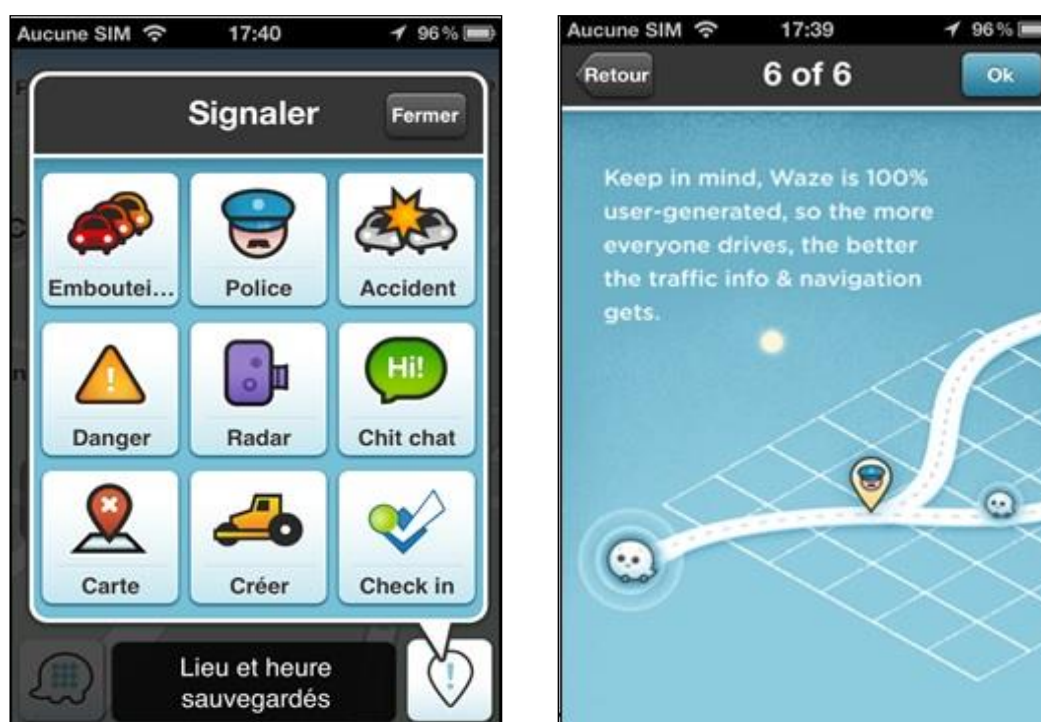 Aucune SIM 17:40 96 %
Signaler Fermer
Emboutei... Police Accident
Hi!
Danger Radar Chit chat
Carte Créer Check in
Lieu et heure
sauvegardés
Aucune SIM 17:39 96 %
Retour 6 of 6 Ok
Keep in mind, Waze is 100%
user-generated, so the more
everyone drives, the better
the traffic info & navigation
gets.